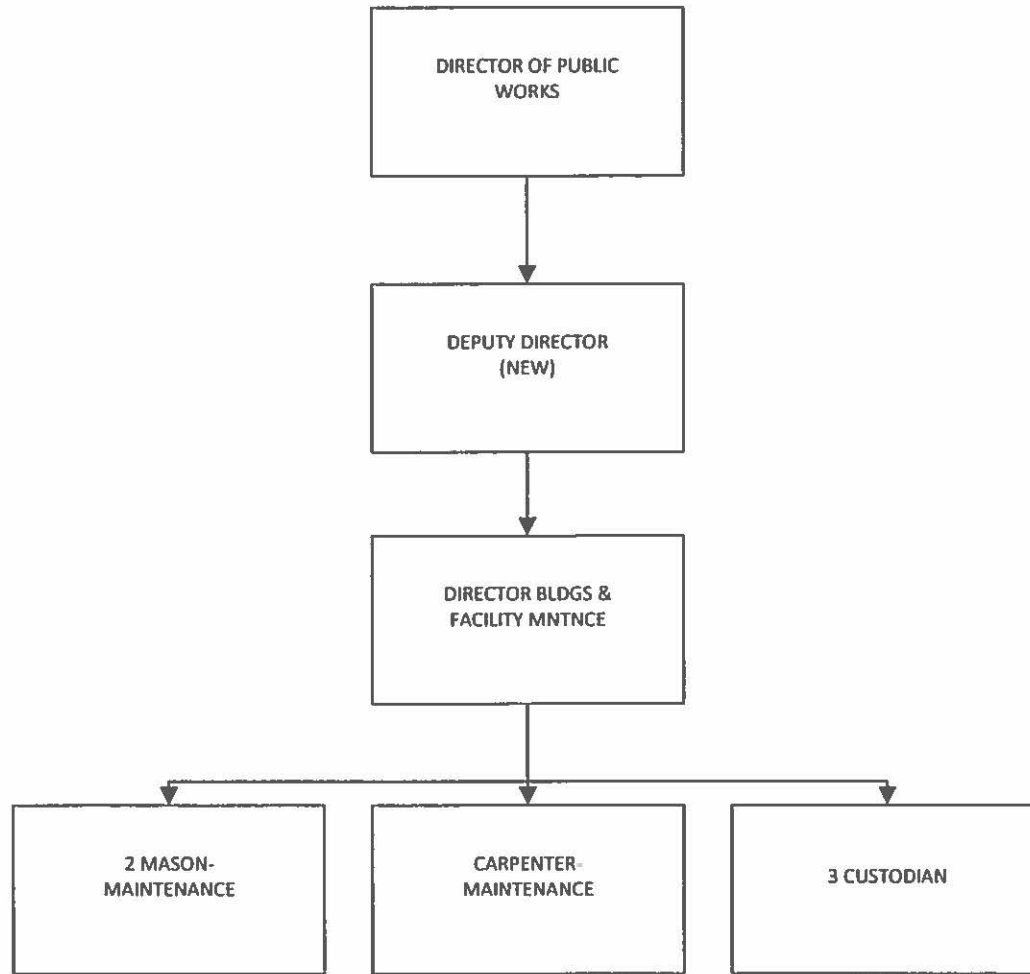 DIRECTOR OF PUBLIC
WORKS
DEPUTY DIRECTOR
(NEW)
DIRECTOR BLDGS &
FACILITY MNTNCE
2 MASON-
MAINTENANCE
CARPENTER-
MAINTENANCE
3 CUSTODIAN